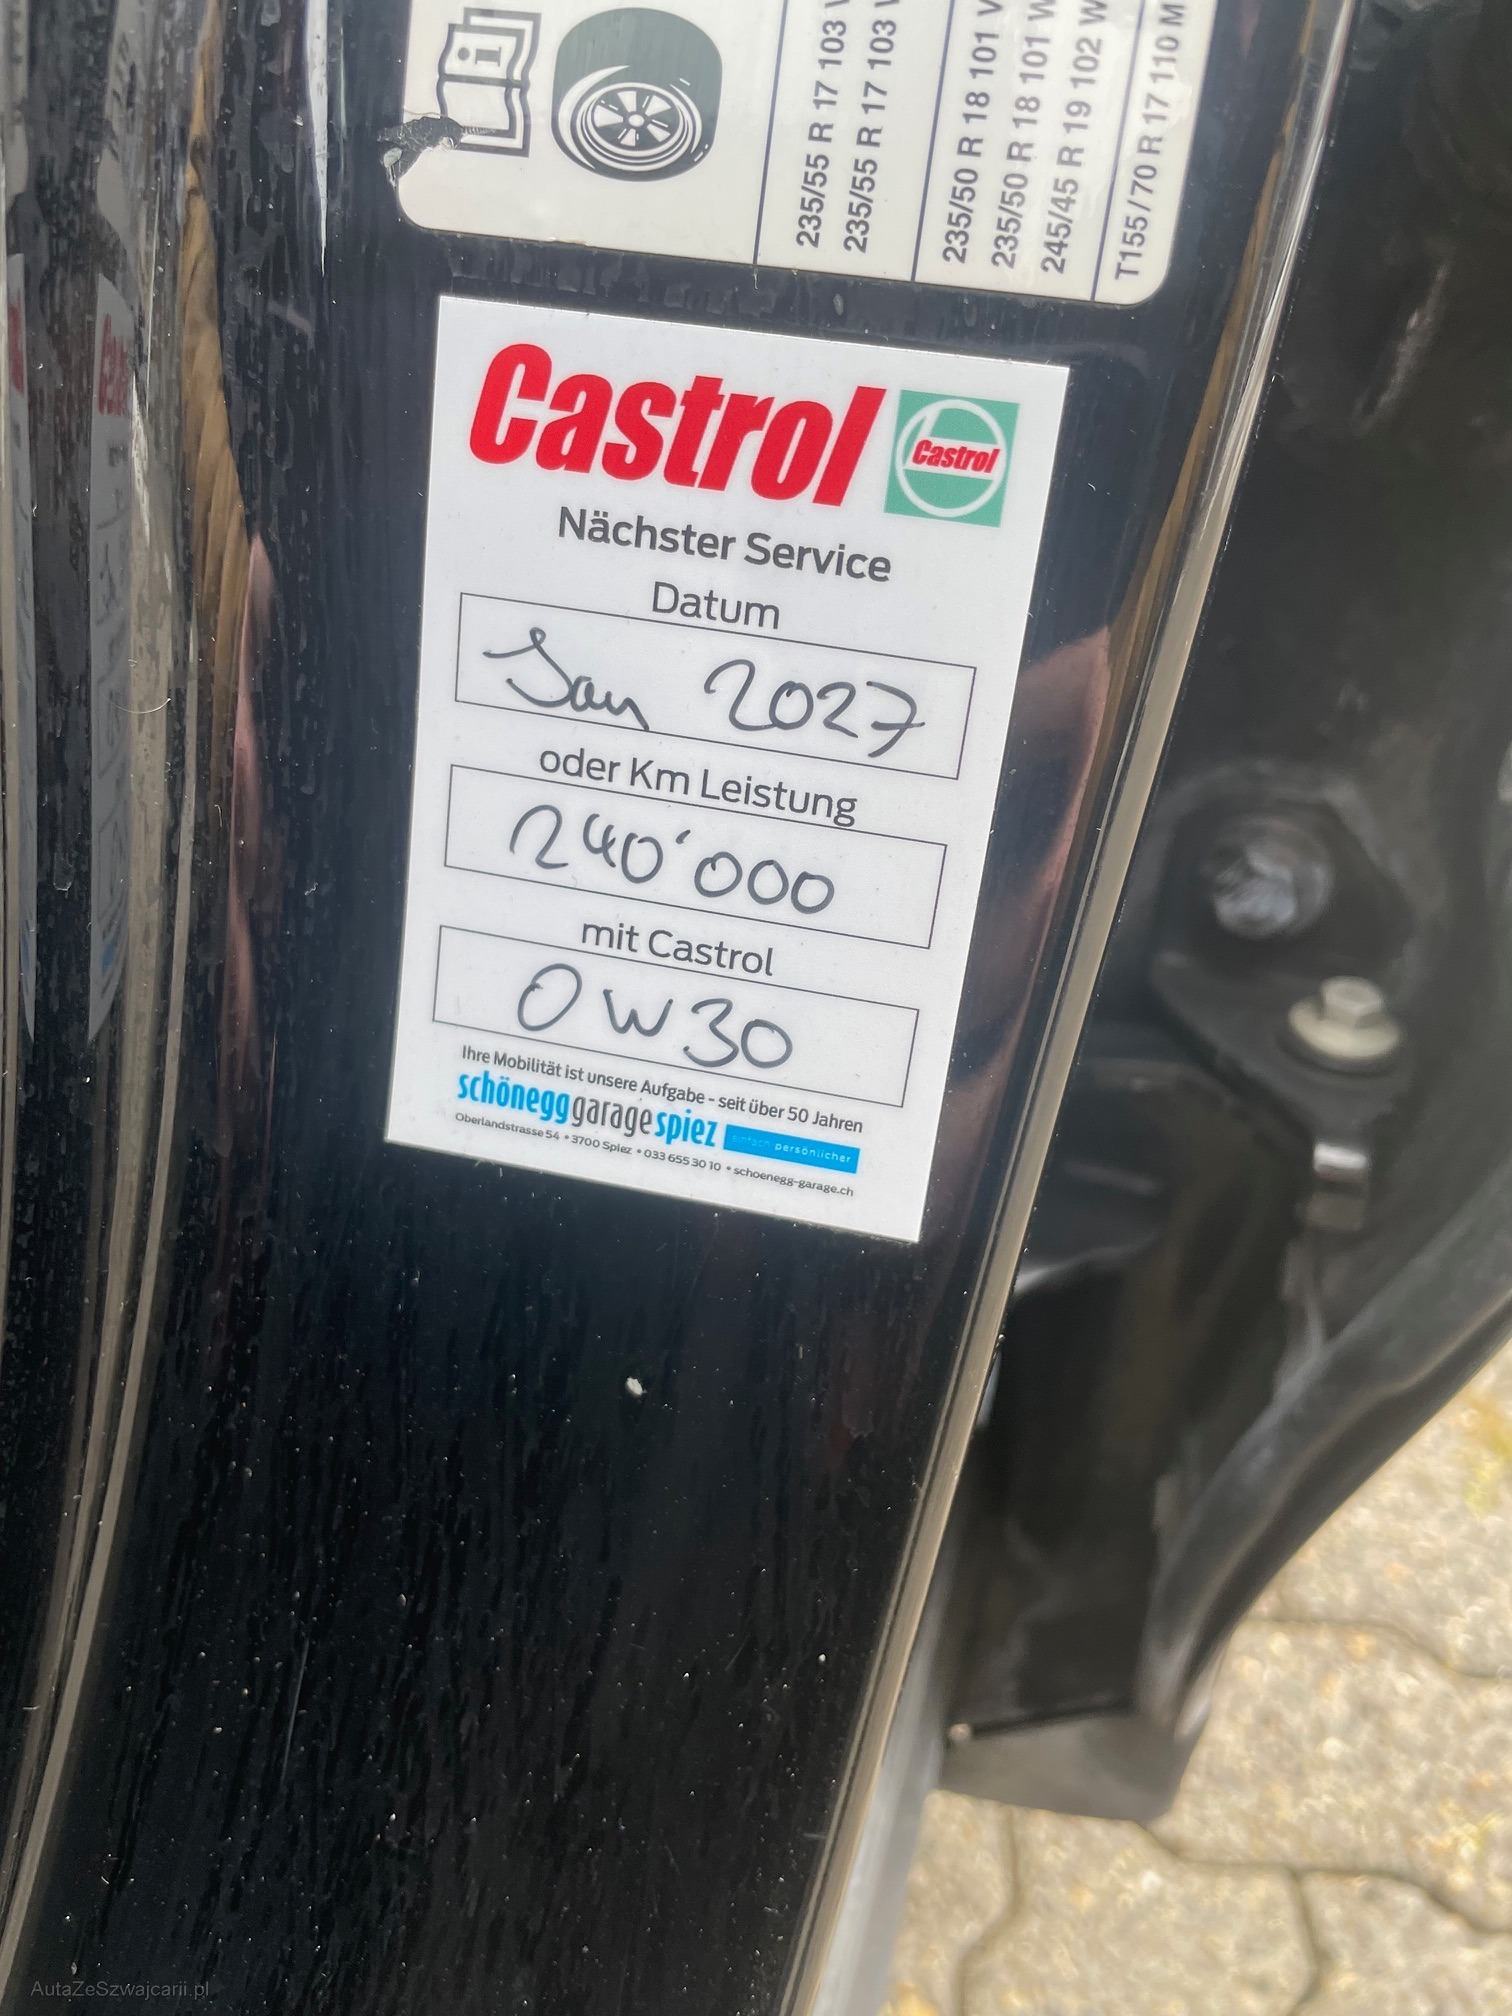 235/55 R 17 103 V
235/55 R 17 103
235/50 R 18 101 V
235/50 R 18 101 W
245/45 R 19 102 W
T155/70 R 17 110 M
Castrol
Castrol
Nächster Service
Datum
Jan 2027
oder Km Leistung
240'000
mit Castrol
0W30
Ihre Mobilität ist unsere Aufgabe - seit über 50 Jahren
schönegg garage spiez einfach persönlicher
Oberlandstrasse 54 • 3700 Spiez • 033 655 30 10 • schoenegg-garage.ch
AutaZeSzwajcarii.pl